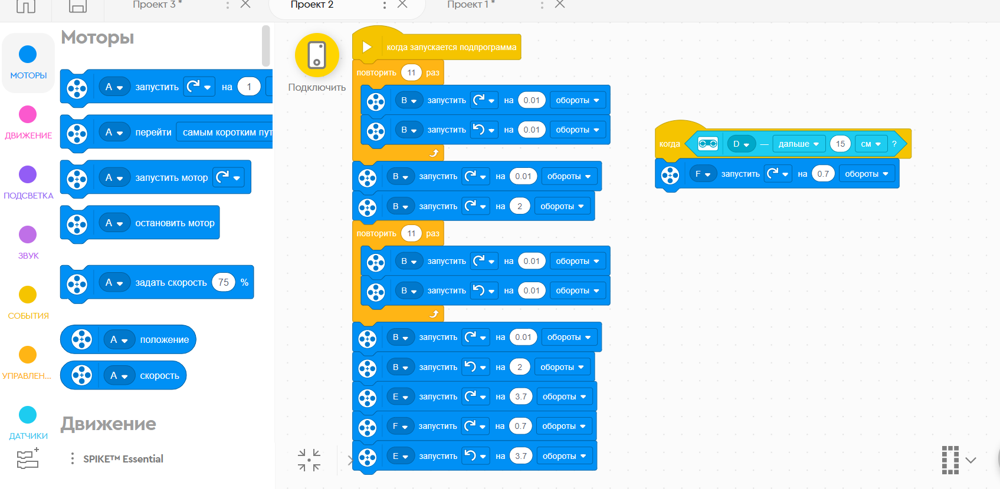 Проект 3 *
Проект 2
Проект 1 *
МОТОРЫ
ДВИЖЕНИЕ
ПОДСВЕТКА
ЗВУК
СОБЫТИЯ
УПРАВЛЕН...
ДАТЧИКИ
Моторы
A запустить на 1
A перейти самым коротким пут
A запустить мотор
A остановить мотор
A задать скорость 75 %
A положение
A скорость
Движение
SPIKE™ Essential
Подключить
когда запускается подпрограмма
повторить 11 раз
B запустить на 0.01 обороты
B запустить на 0.01 обороты
B запустить на 0.01 обороты
B запустить на 2 обороты
повторить 11 раз
B запустить на 0.01 обороты
B запустить на 0.01 обороты
B запустить на 0.01 обороты
B запустить на 2 обороты
E запустить на 3.7 обороты
F запустить на 0.7 обороты
E запустить на 3.7 обороты
когда D — дальше 15 см ?
F запустить на 0.7 обороты